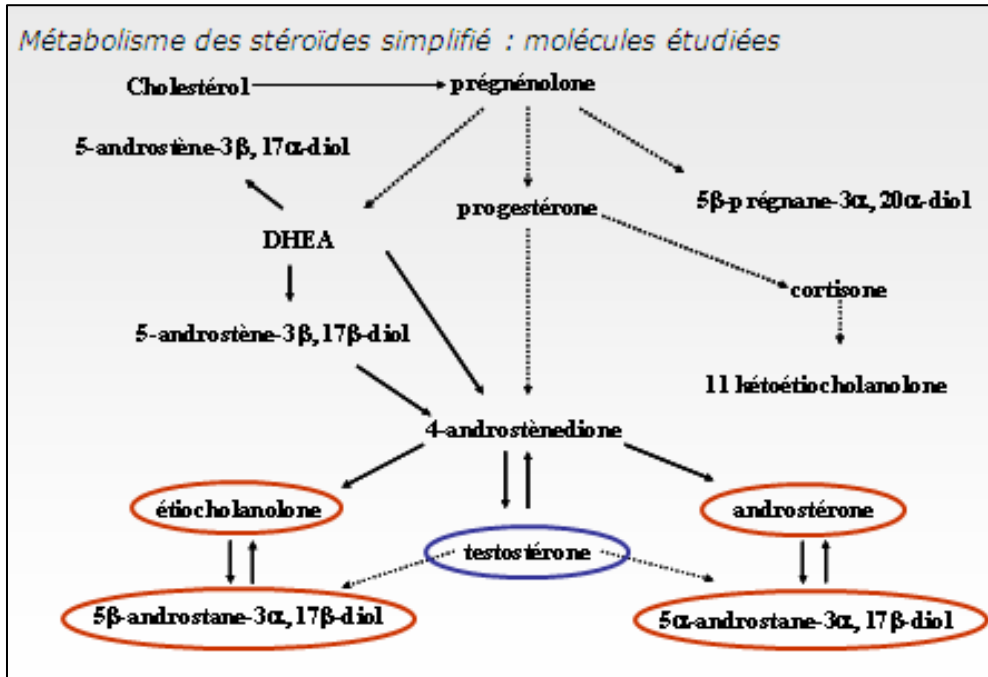 Métabolisme des stéroïdes simplifié : molécules étudiées
Cholestérol
prégnénolone
5-androstène-3β, 17α-diol
progestérone
5β-prégnane-3α, 20α-diol
DHEA
cortisone
5-androstène-3β, 17β-diol
11 kétoétiocholanolone
4-androstènedione
étiocholanolone
androstérone
testostérone
5β-androstane-3α, 17β-diol
5α-androstane-3α, 17β-diol